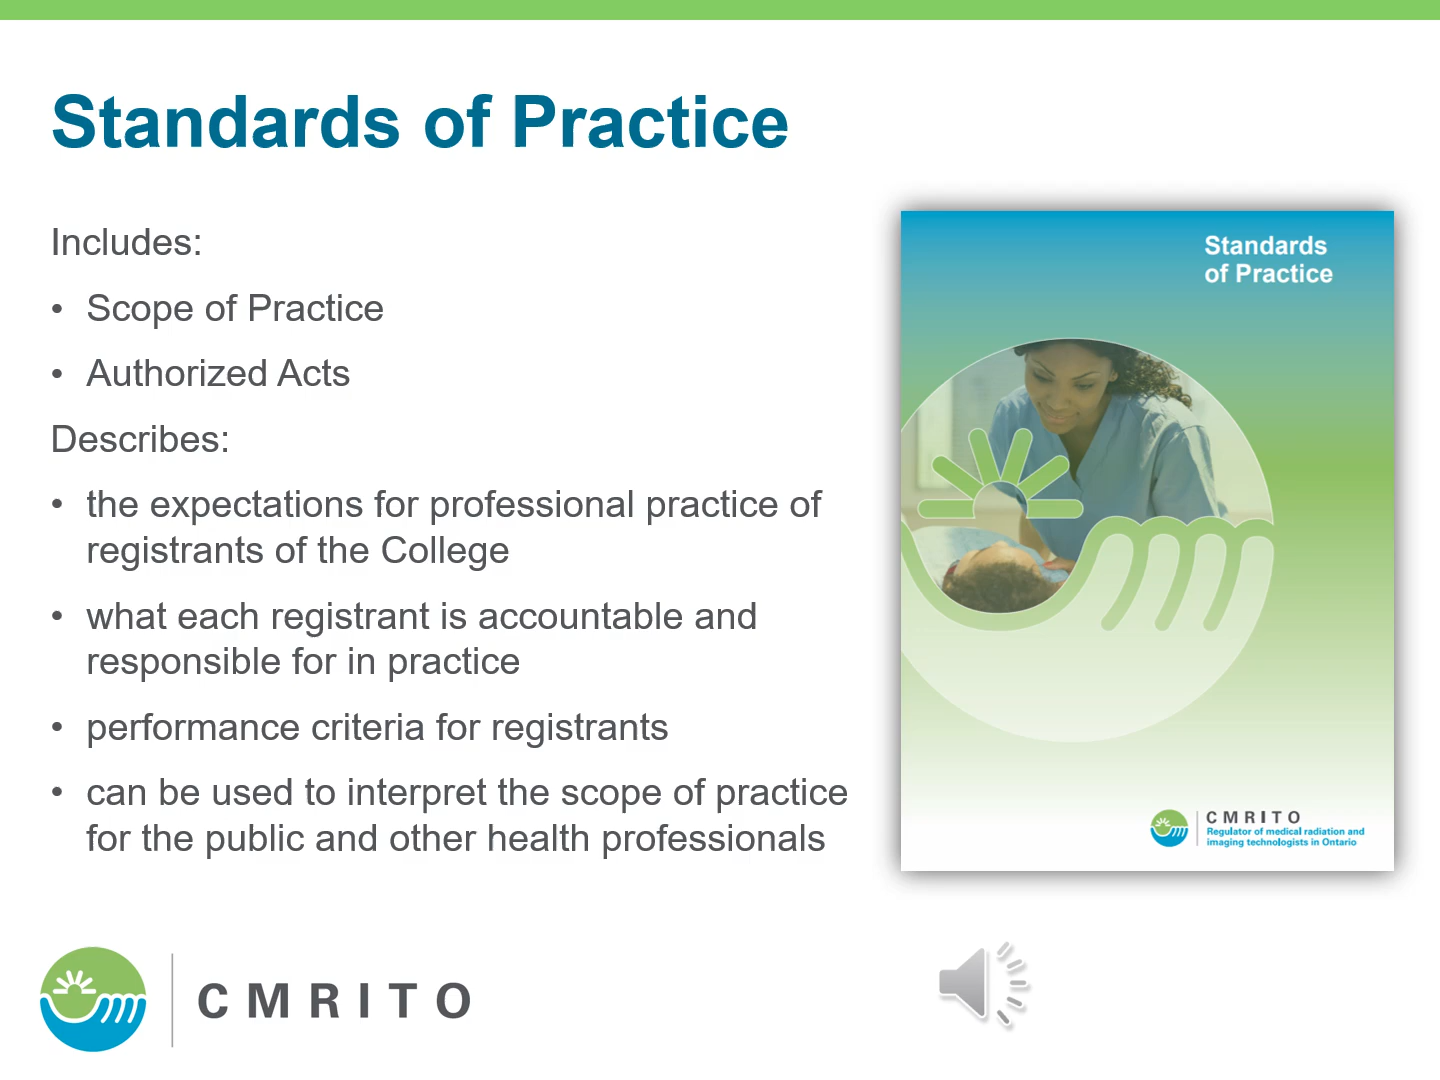 Standards of Practice
Includes:
• Scope of Practice
• Authorized Acts
Describes:
• the expectations for professional practice of
registrants of the College
• what each registrant is accountable and
responsible for in practice
• performance criteria for registrants
• can be used to interpret the scope of practice
for the public and other health professionals
Standards
of Practice
CMRITO
Regulator of medical radiation and
imaging technologists in Ontario
CMRITO